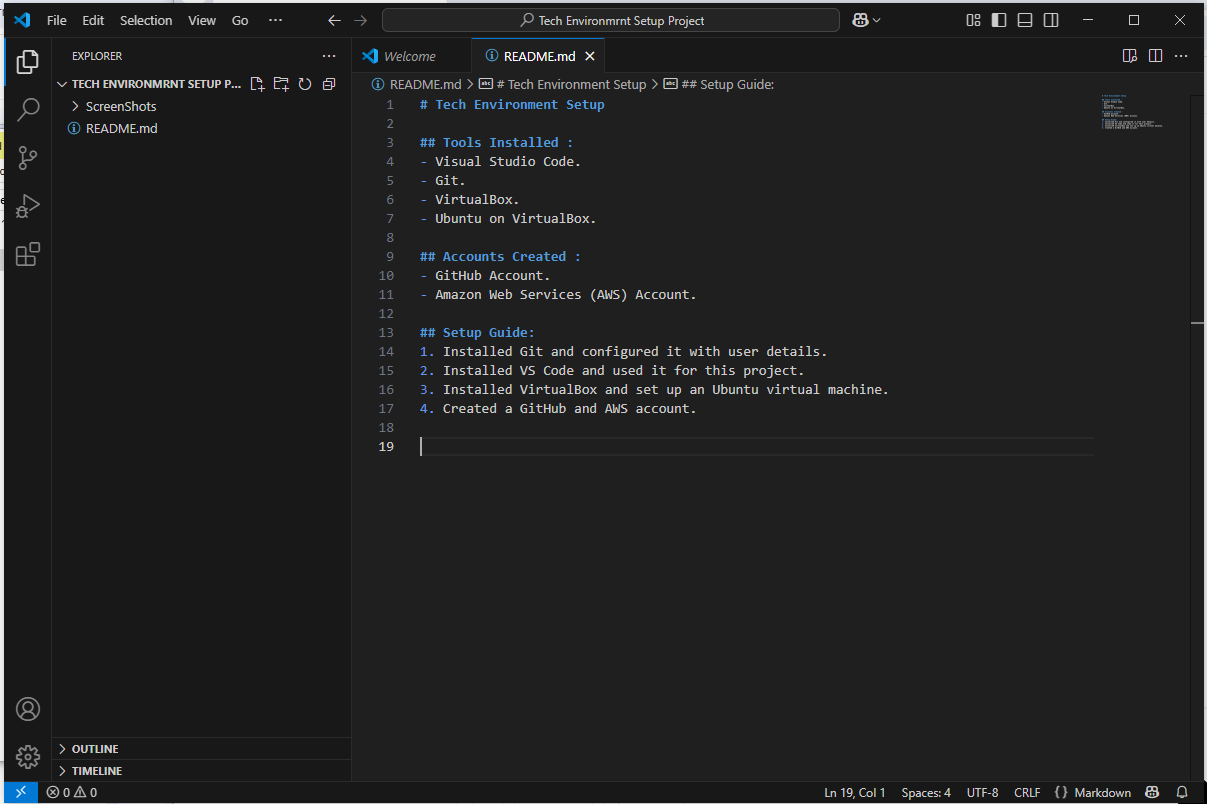 File Edit Selection View Go ··· Tech Environmrnt Setup Project
EXPLORER ···
TECH ENVIRONMRNT SETUP P...
ScreenShots
README.md
OUTLINE
TIMELINE
Welcome README.md
README.md > # Tech Environment Setup > ## Setup Guide:
1 # Tech Environment Setup
2
3 ## Tools Installed :
4 - Visual Studio Code.
5 - Git.
6 - VirtualBox.
7 - Ubuntu on VirtualBox.
8
9 ## Accounts Created :
10 - GitHub Account.
11 - Amazon Web Services (AWS) Account.
12
13 ## Setup Guide:
14 1. Installed Git and configured it with user details.
15 2. Installed VS Code and used it for this project.
16 3. Installed VirtualBox and set up an Ubuntu virtual machine.
17 4. Created a GitHub and AWS account.
18
19
0 0 Ln 19, Col 1 Spaces: 4 UTF-8 CRLF {} Markdown